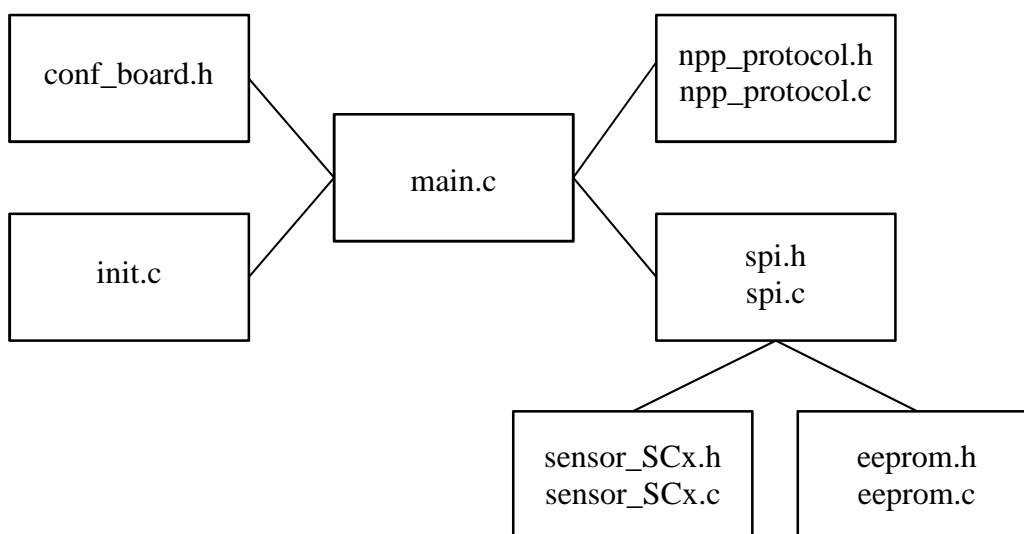 conf_board.h
npp_protocol.h
npp_protocol.c
main.c
init.c
spi.h
spi.c
sensor_SCx.h
sensor_SCx.c
eeprom.h
eeprom.c